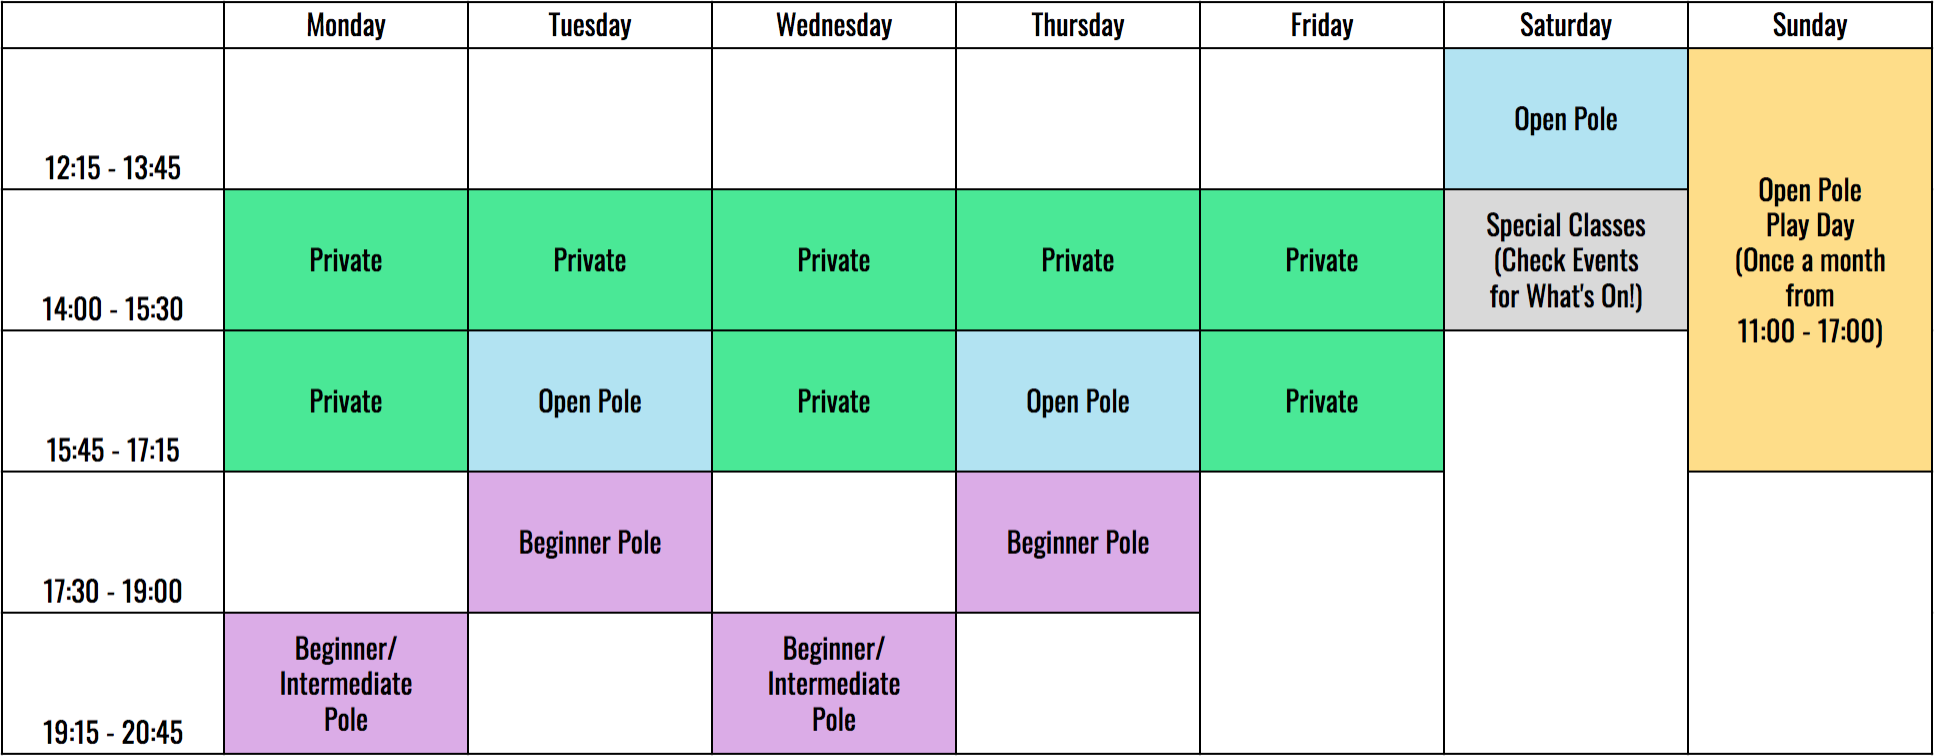 Monday Tuesday Wednesday Thursday Friday Saturday Sunday
12:15 - 13:45
Open Pole
Open Pole
Play Day
(Once a month
from
11:00 - 17:00)
14:00 - 15:30
Private
Private
Private
Private
Private
Special Classes
(Check Events
for What's On!)
15:45 - 17:15
Private
Open Pole
Private
Open Pole
Private
17:30 - 19:00
Beginner Pole
Beginner Pole
19:15 - 20:45
Beginner/
Intermediate
Pole
Beginner/
Intermediate
Pole